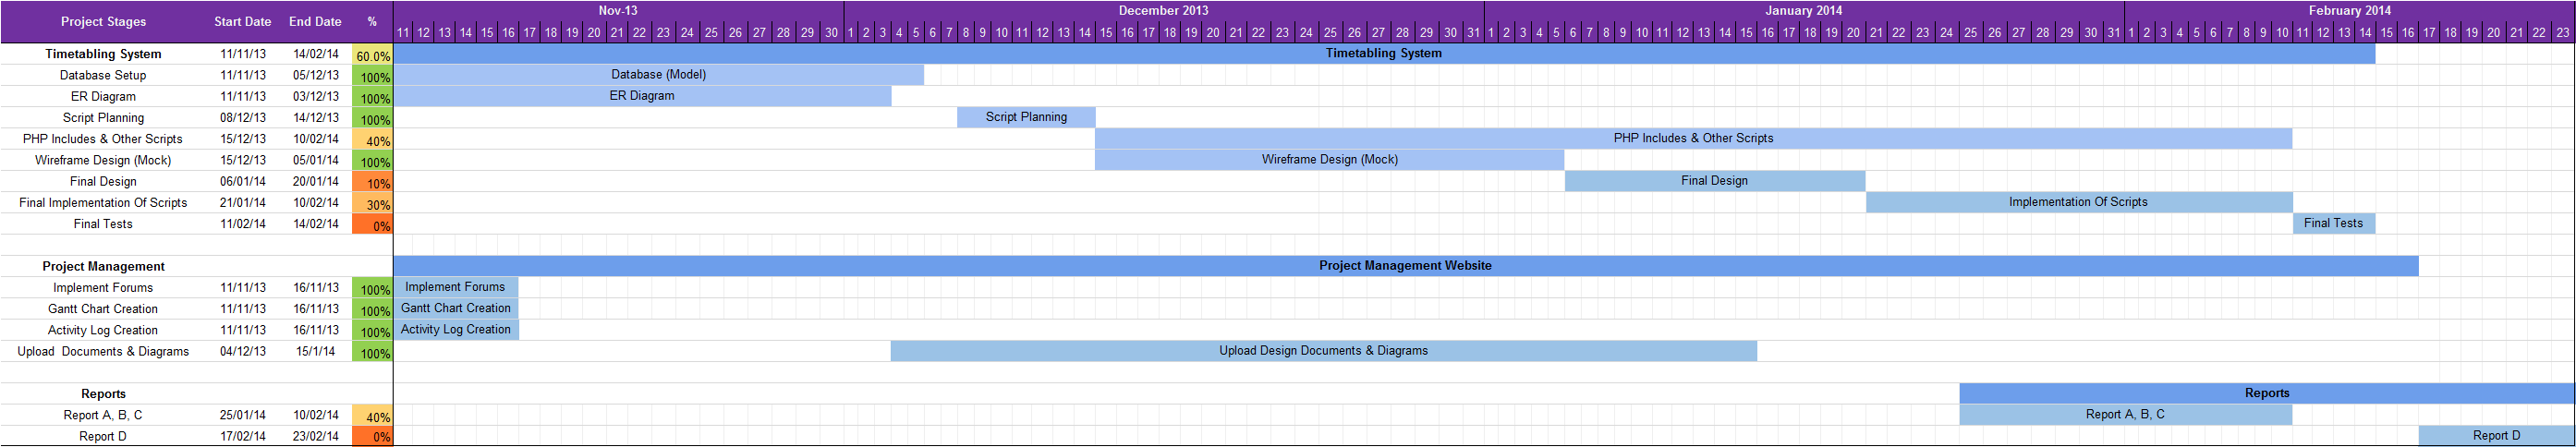 Project Stages Start Date End Date % Nov-13 December 2013 January 2014 February 2014
11 12 13 14 15 16 17 18 19 20 21 22 23 24 25 26 27 28 29 30 1 2 3 4 5 6 7 8 9 10 11 12 13 14 15 16 17 18 19 20 21 22 23 24 25 26 27 28 29 30 31 1 2 3 4 5 6 7 8 9 10 11 12 13 14 15 16 17 18 19 20 21 22 23 24 25 26 27 28 29 30 31 1 2 3 4 5 6 7 8 9 10 11 12 13 14 15 16 17 18 19 20 21 22 23
Timetabling System 11/11/13 14/02/14 60.0% Timetabling System
Database Setup 11/11/13 05/12/13 100% Database (Model)
ER Diagram 11/11/13 03/12/13 100% ER Diagram
Script Planning 08/12/13 14/12/13 100% Script Planning
PHP Includes & Other Scripts 15/12/13 10/02/14 40% PHP Includes & Other Scripts
Wireframe Design (Mock) 15/12/13 05/01/14 100% Wireframe Design (Mock)
Final Design 06/01/14 20/01/14 10% Final Design
Final Implementation Of Scripts 21/01/14 10/02/14 30% Implementation Of Scripts
Final Tests 11/02/14 14/02/14 0% Final Tests
Project Management Project Management Website
Implement Forums 11/11/13 16/11/13 100% Implement Forums
Gantt Chart Creation 11/11/13 16/11/13 100% Gantt Chart Creation
Activity Log Creation 11/11/13 16/11/13 100% Activity Log Creation
Upload Documents & Diagrams 04/12/13 15/1/14 100% Upload Design Documents & Diagrams
Reports Reports
Report A, B, C 25/01/14 10/02/14 40% Report A, B, C
Report D 17/02/14 23/02/14 0% Report D